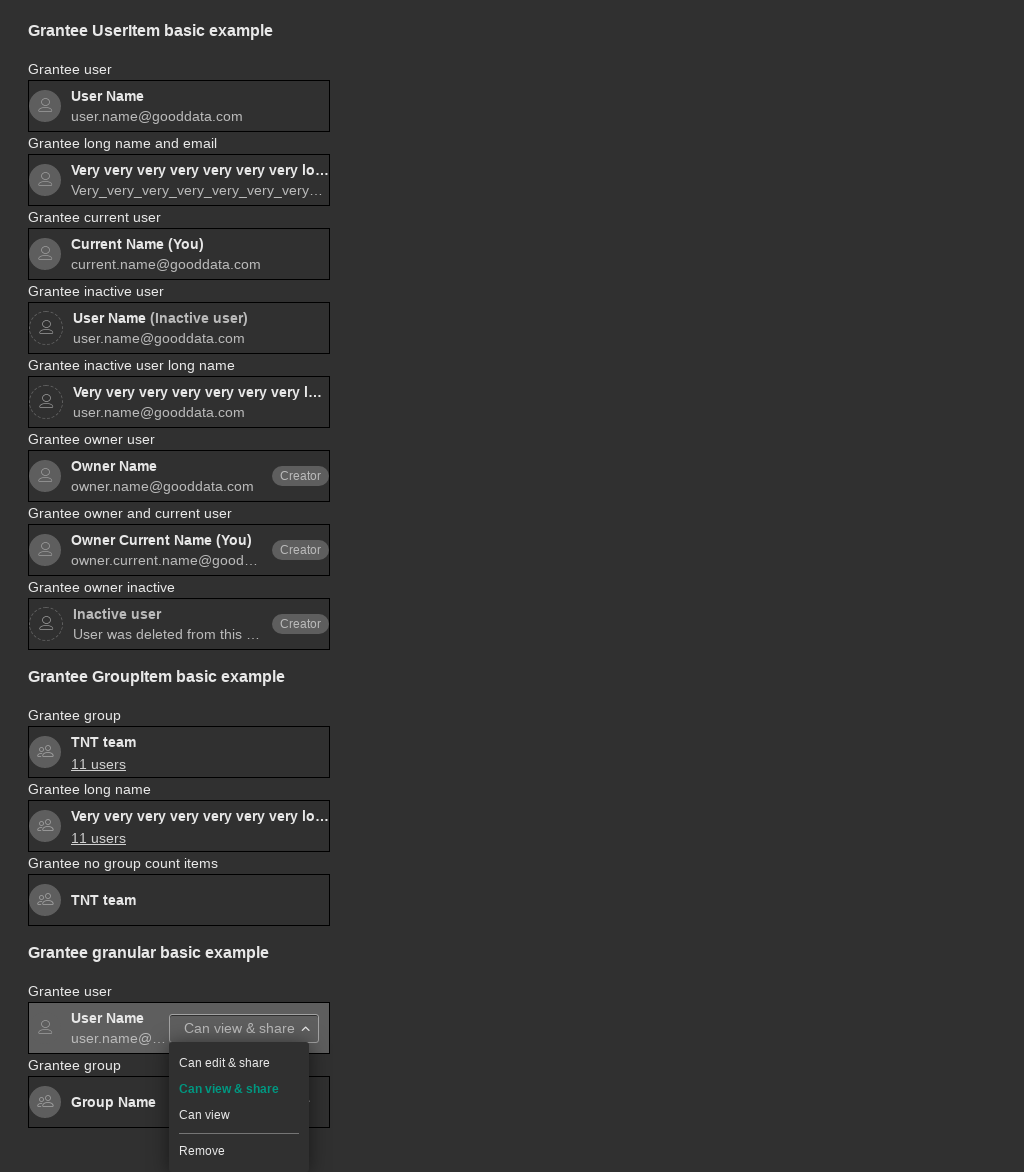 Grantee UserItem basic example
Grantee user
User Name
user.name@gooddata.com
Grantee long name and email
Very very very very very very very lo…
Very_very_very_very_very_very_very…
Grantee current user
Current Name (You)
current.name@gooddata.com
Grantee inactive user
User Name (Inactive user)
user.name@gooddata.com
Grantee inactive user long name
Very very very very very very very l…
user.name@gooddata.com
Grantee owner user
Owner Name
owner.name@gooddata.com
Creator
Grantee owner and current user
Owner Current Name (You)
owner.current.name@good…
Creator
Grantee owner inactive
Inactive user
User was deleted from this …
Creator
Grantee GroupItem basic example
Grantee group
TNT team
11 users
Grantee long name
Very very very very very very very lo…
11 users
Grantee no group count items
TNT team
Grantee granular basic example
Grantee user
User Name
user.name@…
Can view & share
Grantee group
Group Name
Can edit & share
Can view & share
Can view
Remove